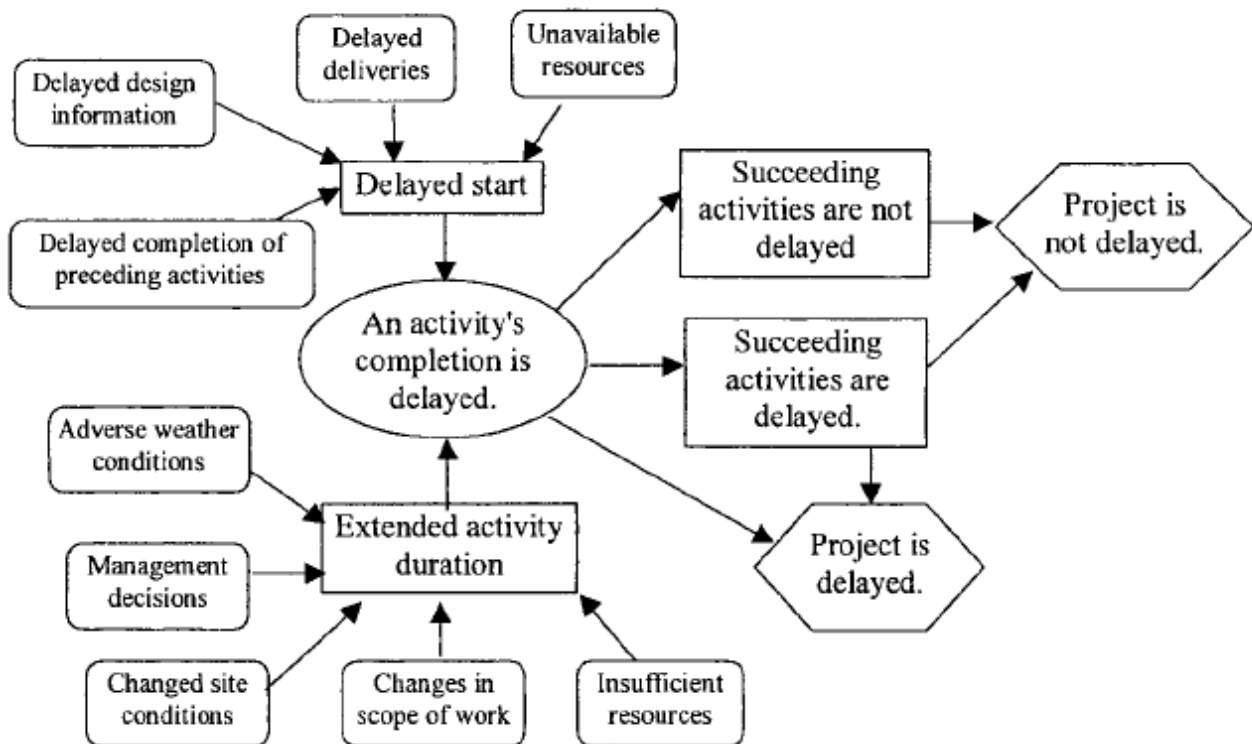 Delayed
deliveries
Unavailable
resources
Delayed design
information
Delayed start
Delayed completion of
preceding activities
Succeeding
activities are not
delayed
Project is
not delayed.
An activity's
completion is
delayed.
Succeeding
activities are
delayed.
Adverse weather
conditions
Extended activity
duration
Management
decisions
Project is
delayed.
Changed site
conditions
Changes in
scope of work
Insufficient
resources